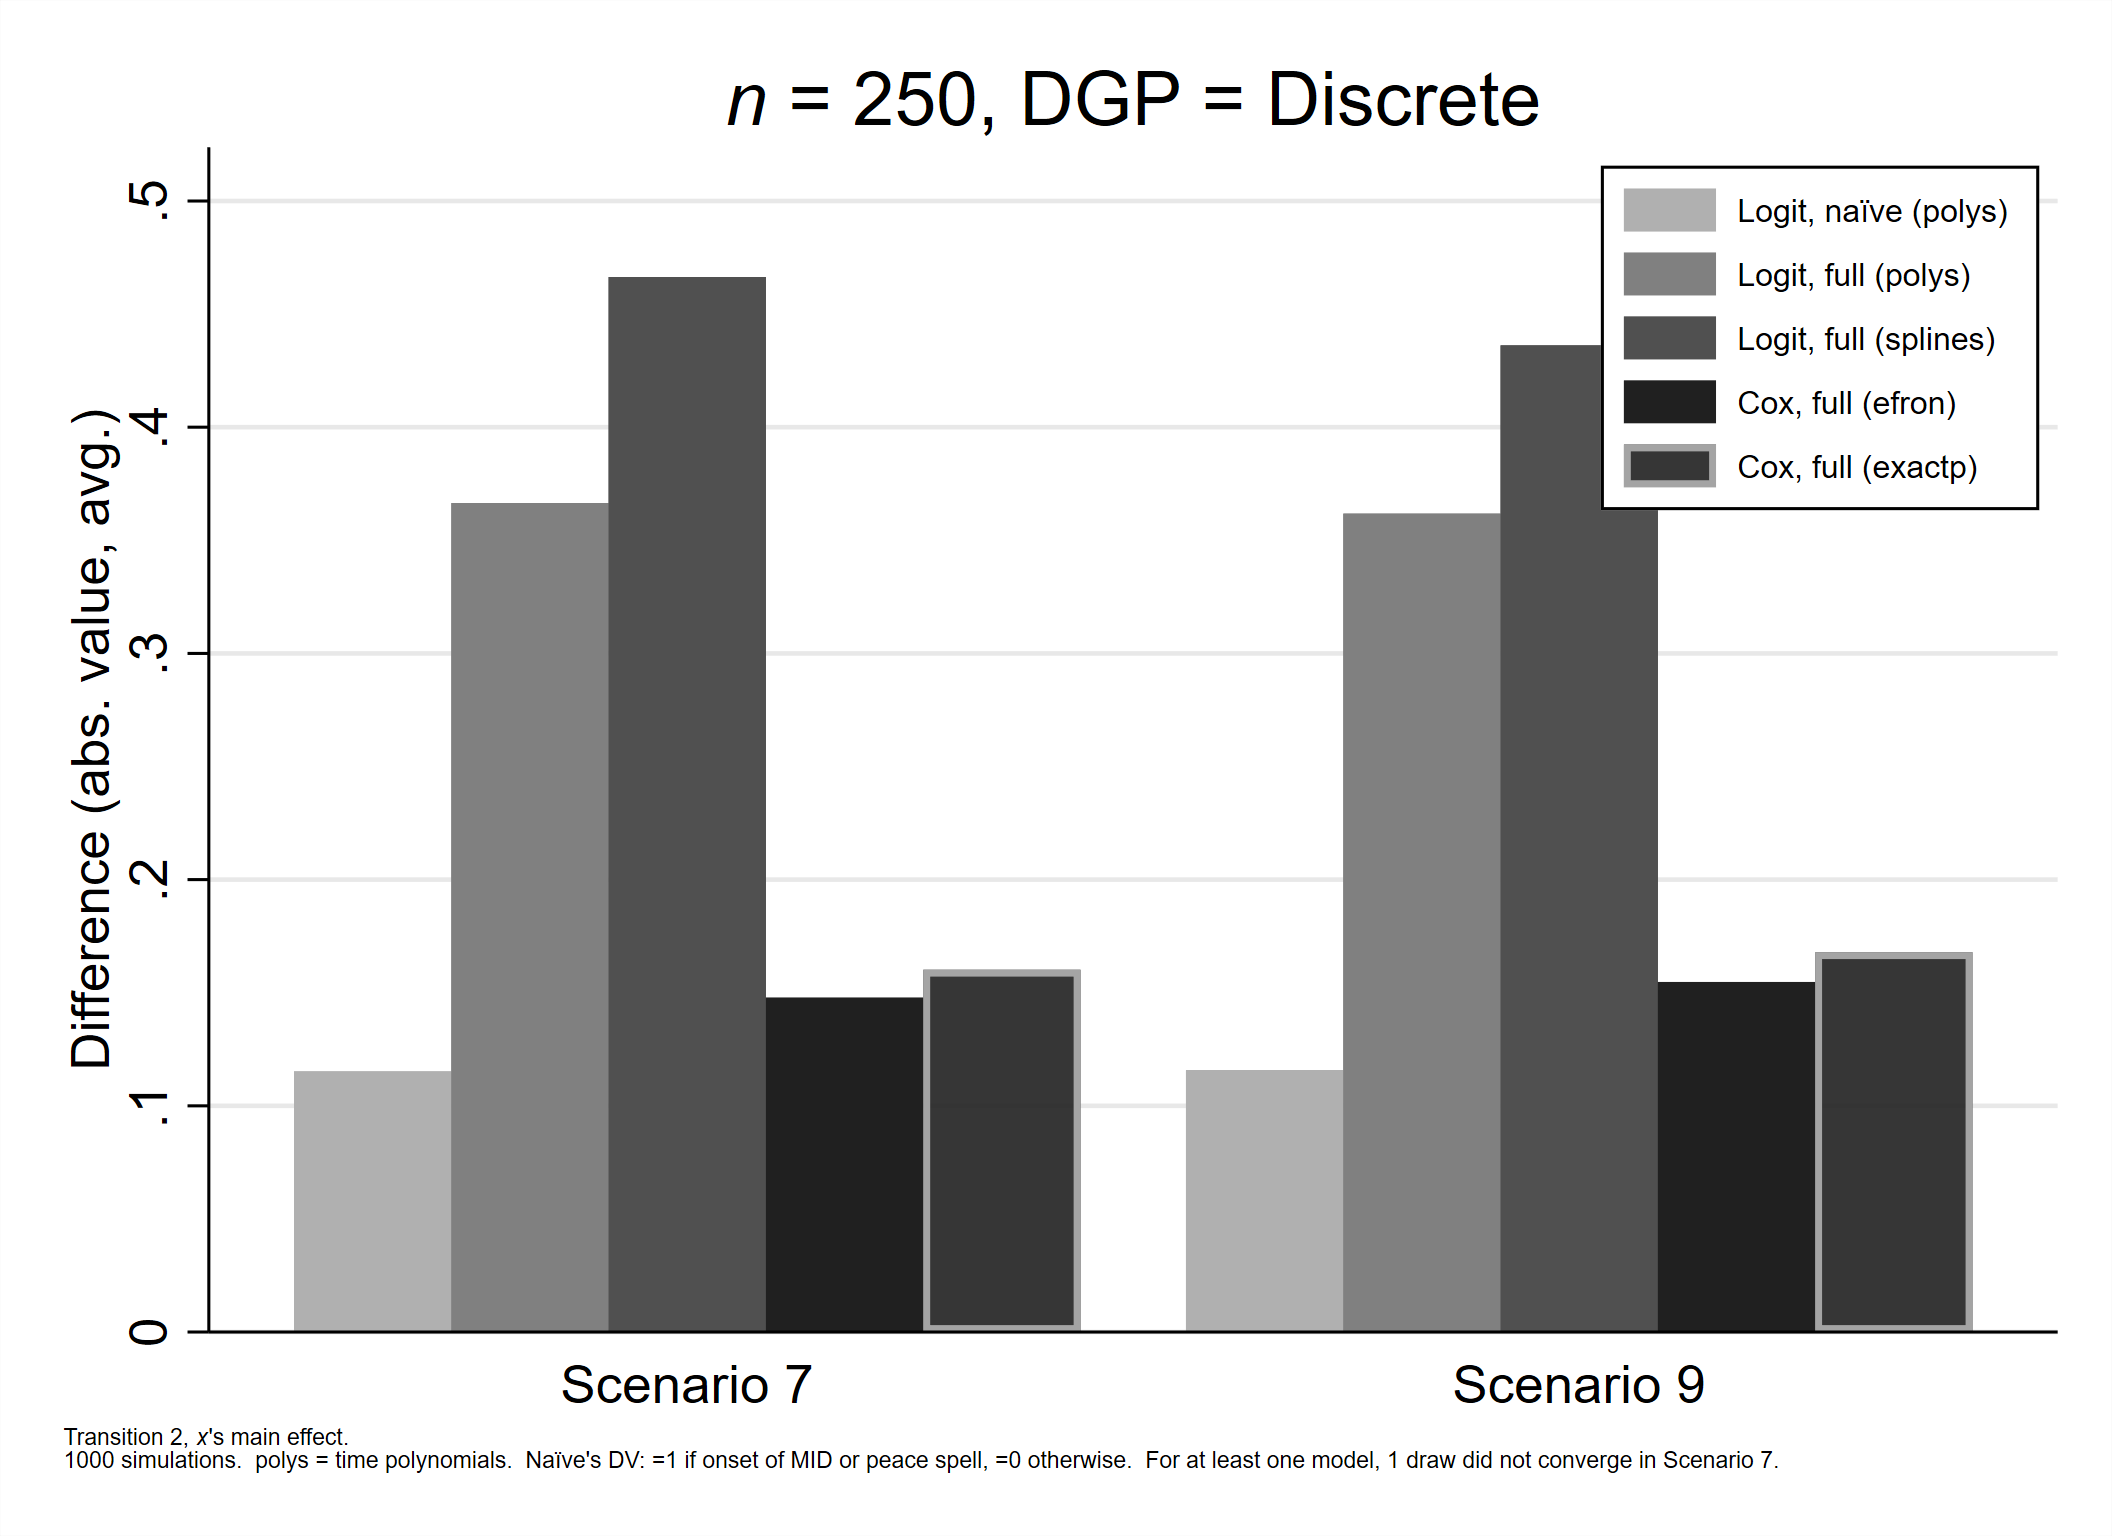 n = 250, DGP = Discrete
Difference (abs. value, avg.)
.5
.4
.3
.2
.1
0
Logit, naïve (polys)
Logit, full (polys)
Logit, full (splines)
Cox, full (efron)
Cox, full (exactp)
Scenario 7
Scenario 9
Transition 2, x's main effect.
1000 simulations.  polys = time polynomials.  Naïve's DV: =1 if onset of MID or peace spell, =0 otherwise.  For at least one model, 1 draw did not converge in Scenario 7.